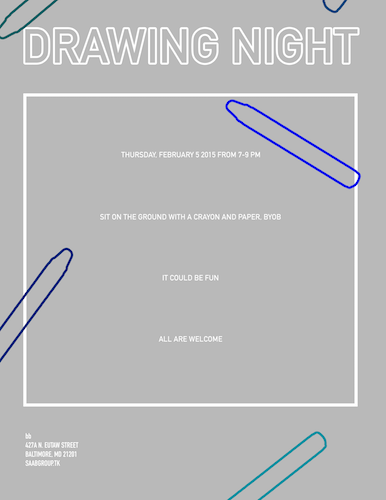 DRAWING NIGHT
THURSDAY, FEBRUARY 5 2015 FROM 7-9 PM
SIT ON THE GROUND WITH A CRAYON AND PAPER, BYOB
IT COULD BE FUN
ALL ARE WELCOME
bb
427A N. EUTAW STREET
BALTIMORE, MD 21201
SAABGROUP.TK